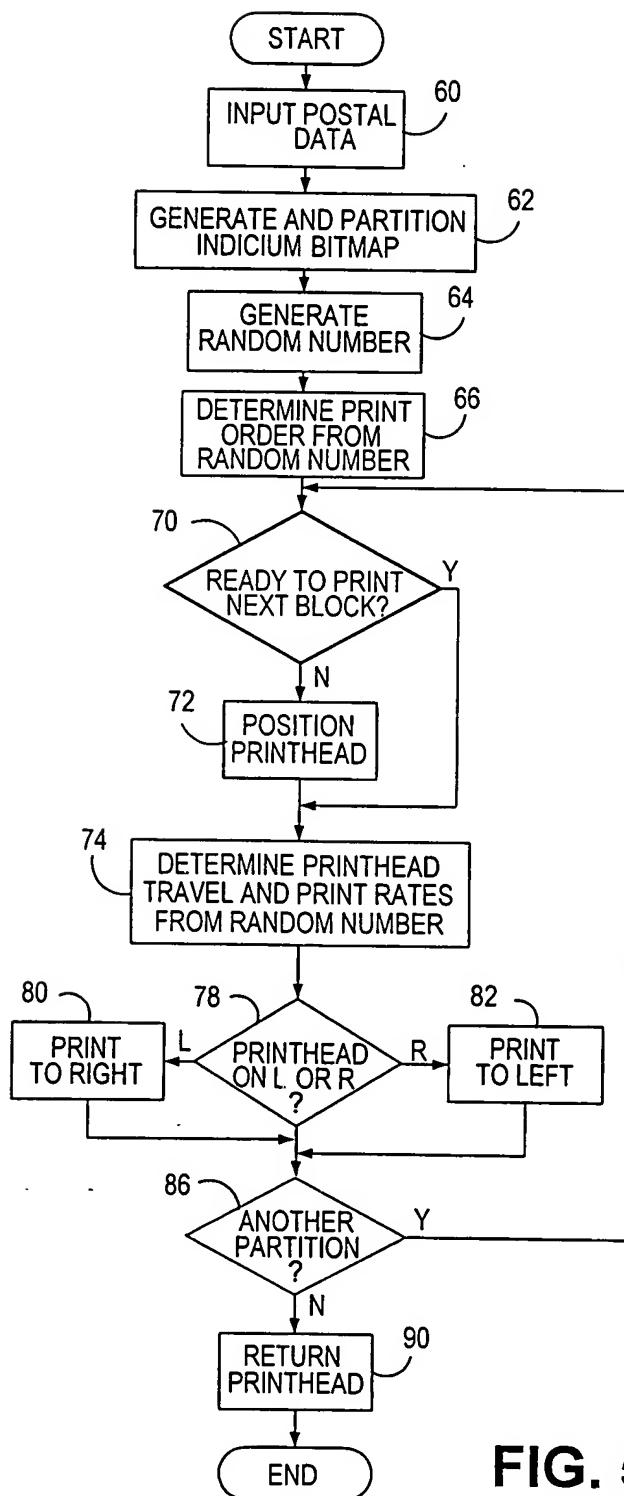 START
60
INPUT POSTAL
DATA
62
GENERATE AND PARTITION
INDICIUM BITMAP
64
GENERATE
RANDOM NUMBER
66
DETERMINE PRINT
ORDER FROM
RANDOM NUMBER
70
READY TO PRINT
NEXT BLOCK?
Y
N
72
POSITION
PRINTHEAD
74
DETERMINE PRINTHEAD
TRAVEL AND PRINT RATES
FROM RANDOM NUMBER
80
78
82
PRINT
TO RIGHT
L
PRINTHEAD
ON L OR R
?
R
PRINT
TO LEFT
86
ANOTHER
PARTITION
?
Y
N
90
RETURN
PRINTHEAD
END
FIG. 5